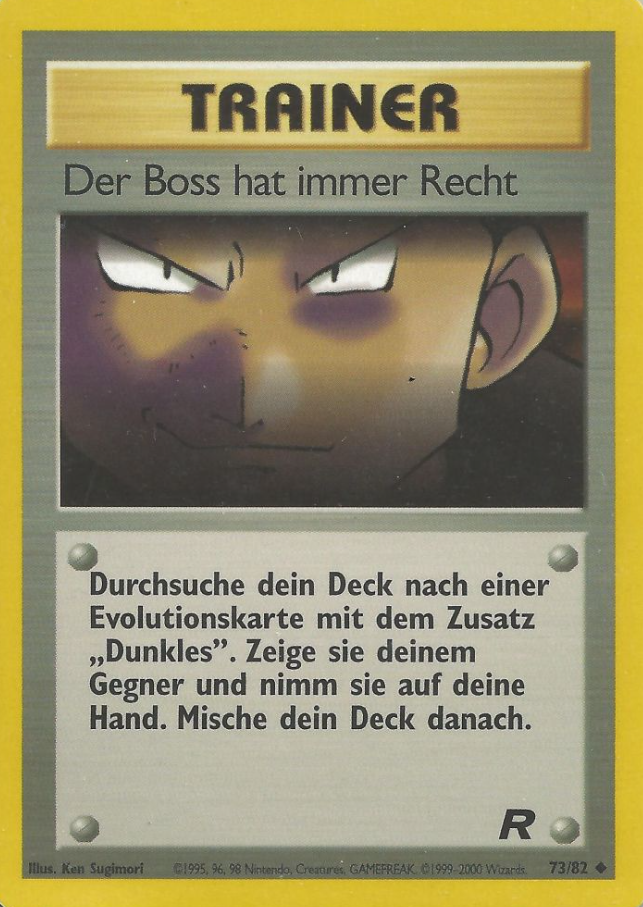 TRAINER
Der Boss hat immer Recht
Durchsuche dein Deck nach einer
Evolutionskarte mit dem Zusatz
„Dunkles”. Zeige sie deinem
Gegner und nimm sie auf deine
Hand. Mische dein Deck danach.
R
Illus. Ken Sugimori ©1995, 96, 98 Nintendo, Creatures, GAMEFREAK. ©1999-2000 Wizards. 73/82 ◆